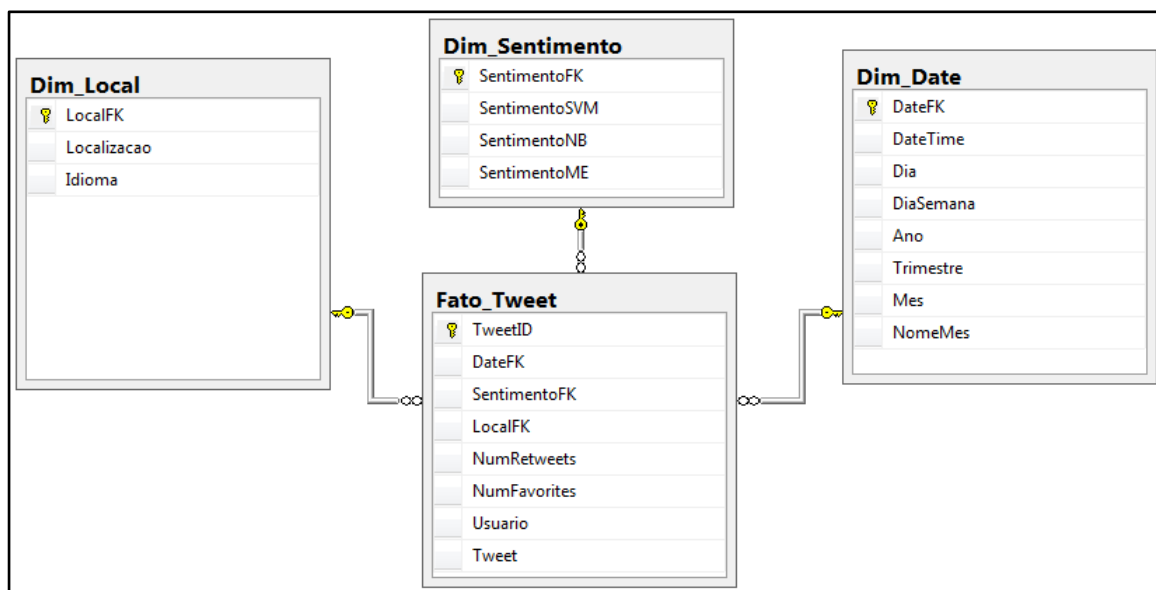 Dim_Local
LocalFK
Localizacao
Idioma
Dim_Sentimento
SentimentoFK
SentimentoSVM
SentimentoNB
SentimentoME
Dim_Date
DateFK
DateTime
Dia
DiaSemana
Ano
Trimestre
Mes
NomeMes
Fato_Tweet
TweetID
DateFK
SentimentoFK
LocalFK
NumRetweets
NumFavorites
Usuario
Tweet